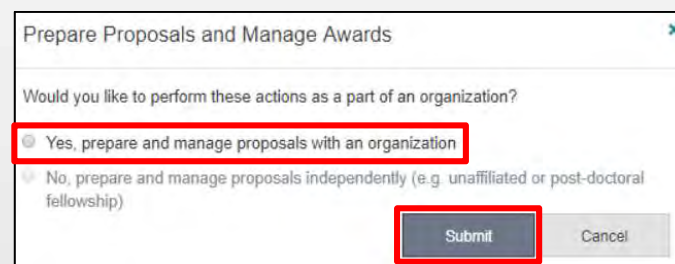 Prepare Proposals and Manage Awards
Would you like to perform these actions as a part of an organization?
Yes, prepare and manage proposals with an organization
No, prepare and manage proposals independently (e.g. unaffiliated or post-doctoral
fellowship)
Submit Cancel